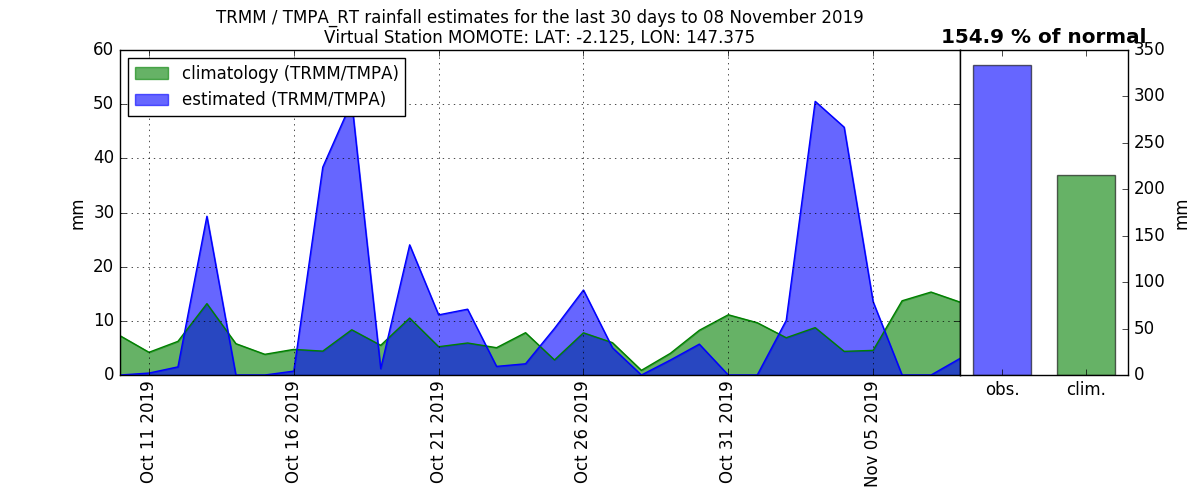 TRMM / TMPA_RT rainfall estimates for the last 30 days to 08 November 2019
Virtual Station MOMOTE: LAT: -2.125, LON: 147.375
154.9 % of normal
climatology (TRMM/TMPA)
estimated (TRMM/TMPA)
60
50
40
30
20
10
0
mm
Oct 11 2019
Oct 16 2019
Oct 21 2019
Oct 26 2019
Oct 31 2019
Nov 05 2019
obs.
clim.
350
300
250
200
150
100
50
0
mm